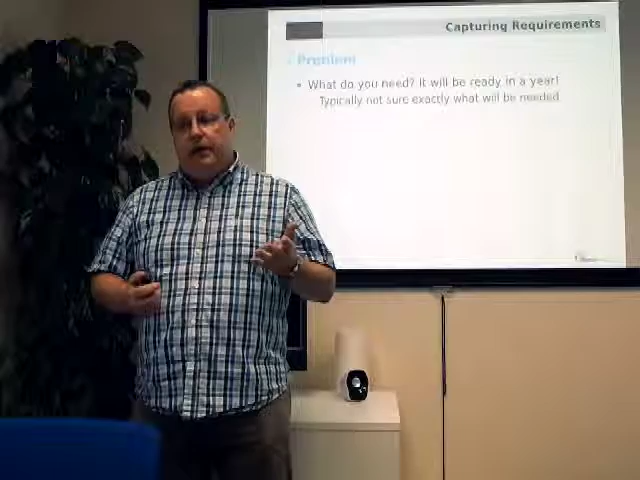 Capturing Requirements
Problem
• What do you need? It will be ready in a year!
Typically not sure exactly what will be needed